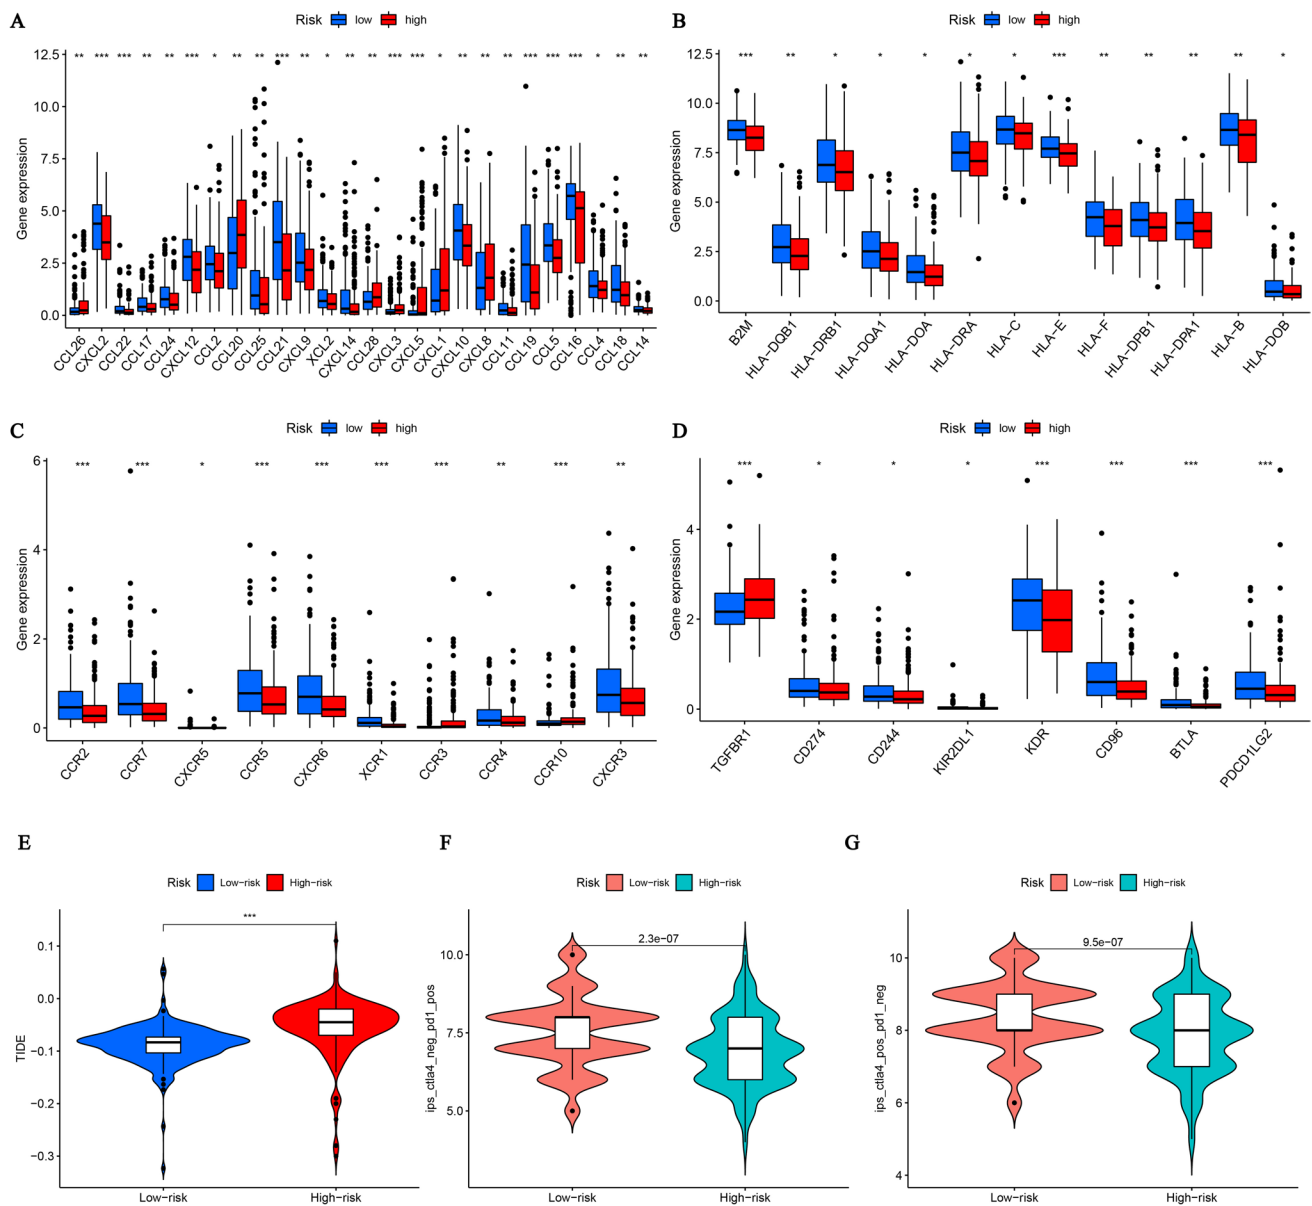 A
Risk low high
Gene expression
12.5
10.0
7.5
5.0
2.5
0.0
** *** *** ** ** *** * ** ** *** ** * ** ** *** *** * ** ** ** *** *** *** * ** **
CCL26 CXCL2 CCL22 CCL17 CCL24 CXCL12 CCL2 CCL20 CCL25 CCL21 CXCL9 XCL2 CXCL14 CCL28 CXCL3 CXCL5 CXCL1 CXCL10 CXCL8 CCL11 CCL19 CCL5 CCL16 CCL4 CCL18 CCL14
B
Risk low high
Gene expression
12.5
10.0
7.5
5.0
2.5
0.0
*** ** * * * * * *** ** ** ** ** *
B2M HLA−DQB1 HLA−DRB1 HLA−DQA1 HLA−DOA HLA−DRA HLA−C HLA−E HLA−F HLA−DPB1 HLA−DPA1 HLA−B HLA−DOB
C
Risk low high
Gene expression
6
4
2
0
*** *** * *** *** *** *** ** *** **
CCR2 CCR7 CXCR5 CCR5 CXCR6 XCR1 CCR3 CCR4 CCR10 CXCR3
D
Risk low high
Gene expression
4
2
0
*** * * * *** *** *** ***
TGFBR1 CD274 CD244 KIR2DL1 KDR CD96 BTLA PDCD1LG2
E
Risk Low−risk High−risk
TIDE
0.1
0.0
−0.1
−0.2
−0.3
***
Low−risk High−risk
F
Risk Low−risk High−risk
ips_ctla4_neg_pd1_pos
10.0
7.5
5.0
2.3e−07
Low−risk High−risk
G
Risk Low−risk High−risk
ips_ctla4_pos_pd1_neg
10
8
6
4
9.5e−07
Low−risk High−risk